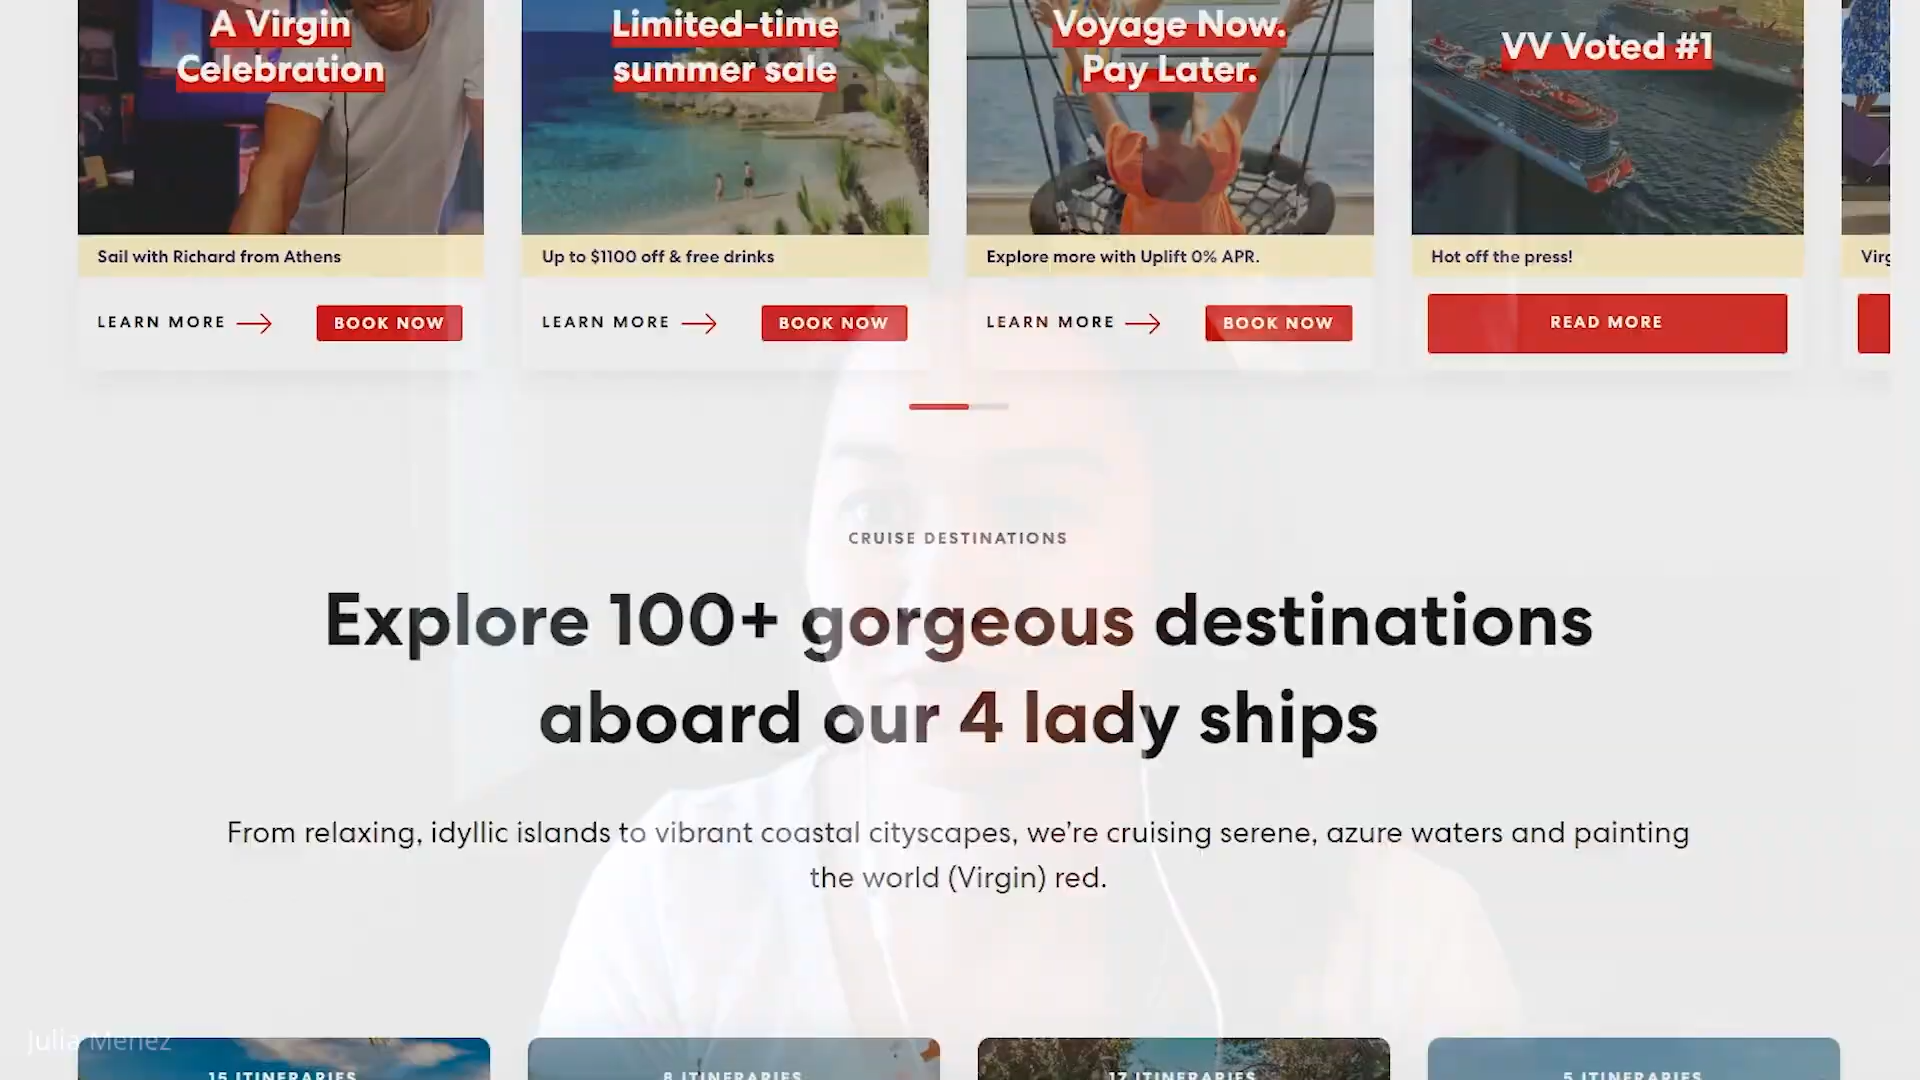 A Virgin
Celebration
Limited-time
summer sale
Voyage Now.
Pay Later.
VV Voted #1
Sail with Richard from Athens
Up to $1100 off & free drinks
Explore more with Uplift 0% APR.
Hot off the press!
Virg
LEARN MORE
BOOK NOW
LEARN MORE
BOOK NOW
LEARN MORE
BOOK NOW
READ MORE
CRUISE DESTINATIONS
Explore 100+ gorgeous destinations
aboard our 4 lady ships
From relaxing, idyllic islands to vibrant coastal cityscapes, we're cruising serene, azure waters and painting
the world (Virgin) red.
Julia Menez
15 ITINERARIES
8 ITINERARIES
17 ITINERARIES
5 ITINERARIES